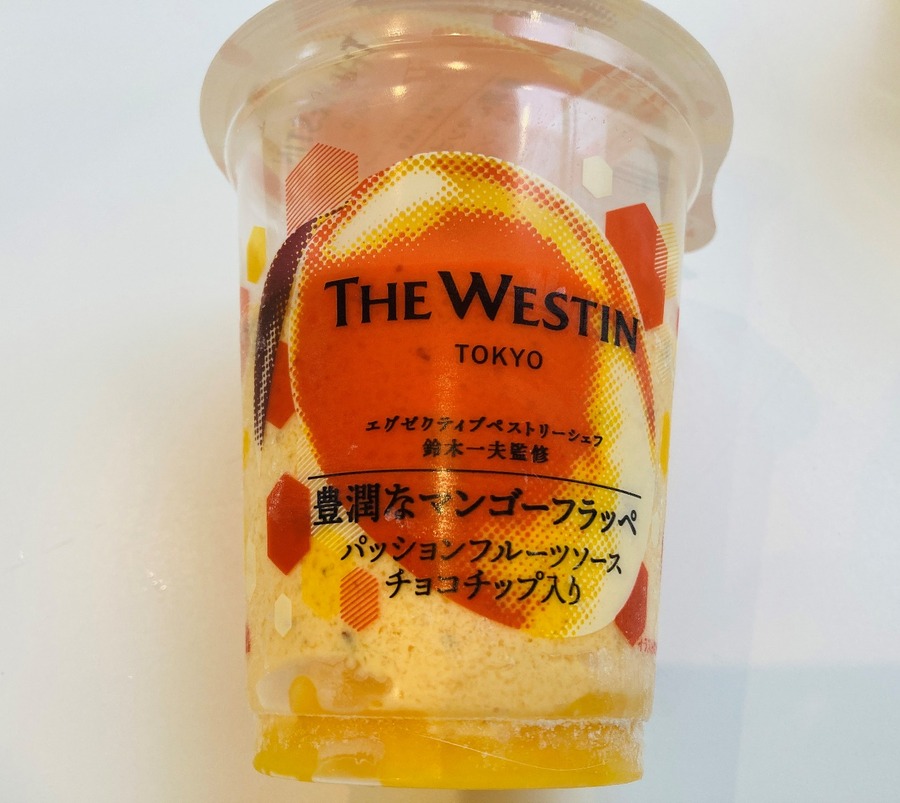 THE WESTIN
TOKYO
エグゼクティブペストリーシェフ
鈴木一夫監修
豊潤なマンゴーフラッペ
パッションフルーツソース
チョコチップ入り